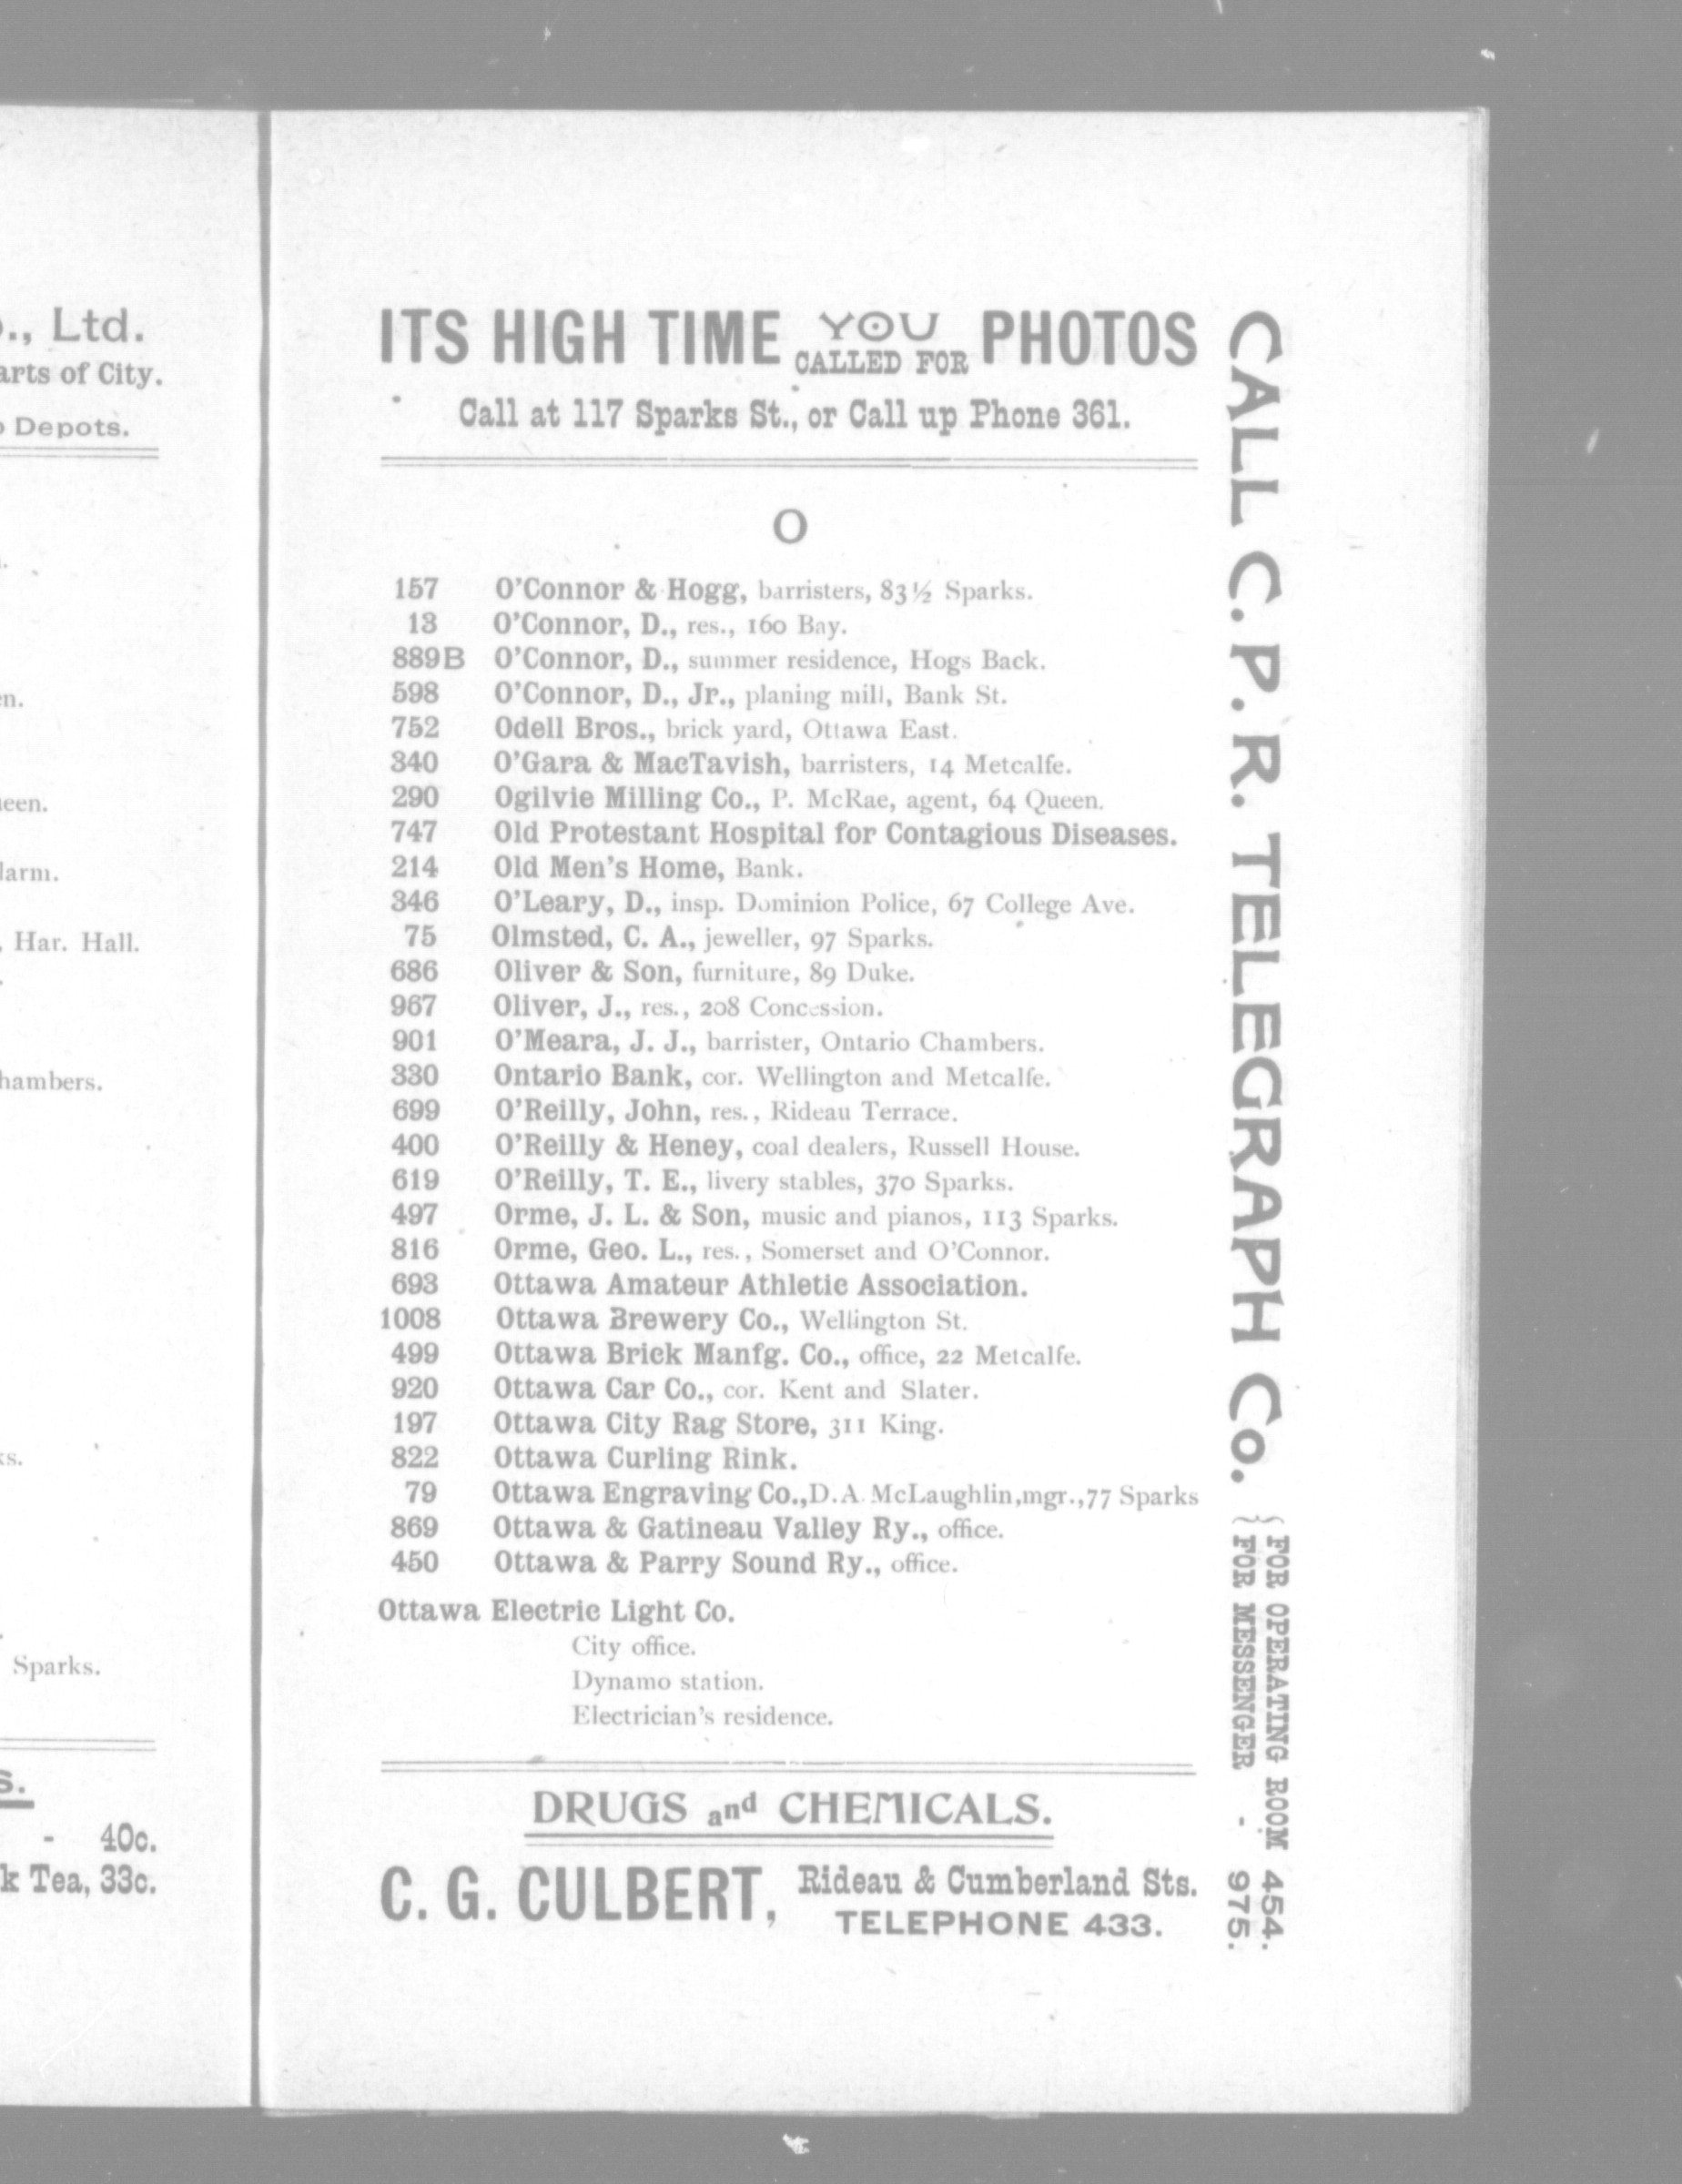 ., Ltd.
arts of City.
Depots.
en.
ueen.
larm.
, Har. Hall.
hambers.
ks.
Sparks.
s.
- 40c.
k Tea, 33c.
ITS HIGH TIME YOU CALLED FOR PHOTOS
Call at 117 Sparks St., or Call up Phone 361.
O
157 O'Connor & Hogg, barristers, 83½ Sparks.
13 O'Connor, D., res., 160 Bay.
889B O'Connor, D., summer residence, Hogs Back.
598 O'Connor, D., Jr., planing mill, Bank St.
752 Odell Bros., brick yard, Ottawa East.
340 O'Gara & MacTavish, barristers, 14 Metcalfe.
290 Ogilvie Milling Co., P. McRae, agent, 64 Queen.
747 Old Protestant Hospital for Contagious Diseases.
214 Old Men's Home, Bank.
346 O'Leary, D., insp. Dominion Police, 67 College Ave.
75 Olmsted, C. A., jeweller, 97 Sparks.
686 Oliver & Son, furniture, 89 Duke.
967 Oliver, J., res., 208 Concession.
901 O'Meara, J. J., barrister, Ontario Chambers.
330 Ontario Bank, cor. Wellington and Metcalfe.
699 O'Reilly, John, res., Rideau Terrace.
400 O'Reilly & Heney, coal dealers, Russell House.
619 O'Reilly, T. E., livery stables, 370 Sparks.
497 Orme, J. L. & Son, music and pianos, 113 Sparks.
816 Orme, Geo. L., res., Somerset and O'Connor.
693 Ottawa Amateur Athletic Association.
1008 Ottawa Brewery Co., Wellington St.
499 Ottawa Brick Manfg. Co., office, 22 Metcalfe.
920 Ottawa Car Co., cor. Kent and Slater.
197 Ottawa City Rag Store, 311 King.
822 Ottawa Curling Rink.
79 Ottawa Engraving Co.,D.A. McLaughlin,mgr.,77 Sparks
869 Ottawa & Gatineau Valley Ry., office.
450 Ottawa & Parry Sound Ry., office.
Ottawa Electric Light Co.
City office.
Dynamo station.
Electrician's residence.
DRUGS and CHEMICALS.
C. G. CULBERT, Rideau & Cumberland Sts.
TELEPHONE 433.
CALL C. P. R. TELEGRAPH CO.
{ FOR OPERATING ROOM 454.
{ FOR MESSENGER - 975.